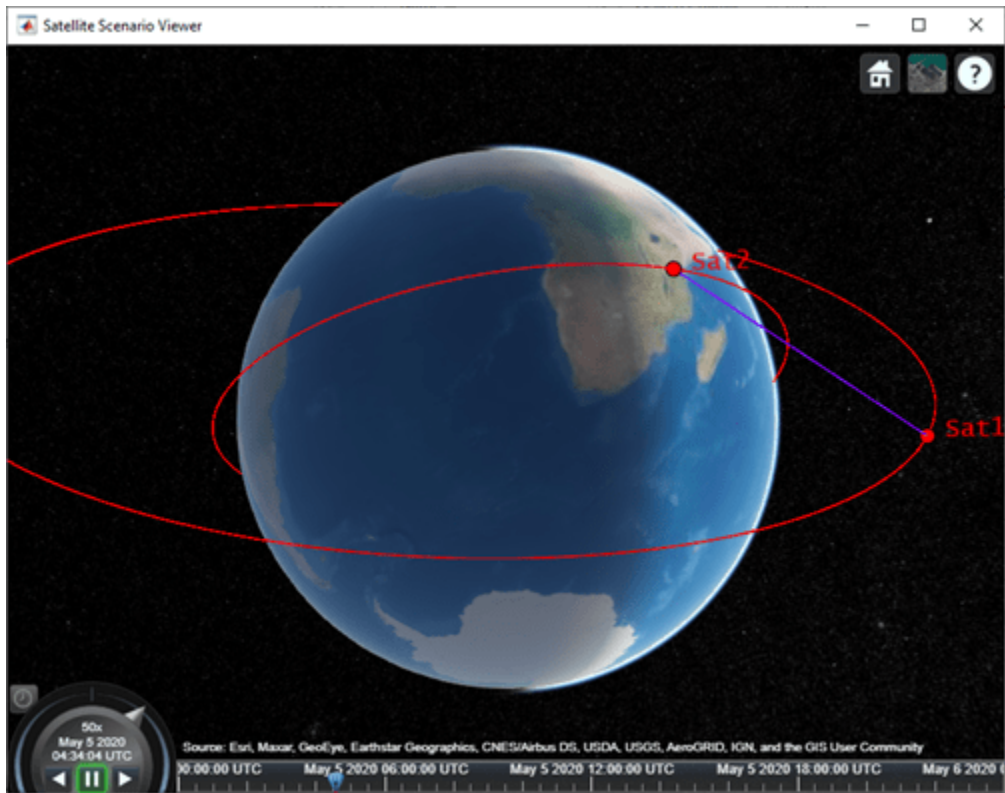 Satellite Scenario Viewer
?
Sat2
Sat1
50x
May 5 2020
04:34:04 UTC
Source: Esri, Maxar, GeoEye, Earthstar Geographics, CNES/Airbus DS, USDA, USGS, AeroGRID, IGN, and the GIS User Community
0:00:00 UTC May 5 2020 06:00:00 UTC May 5 2020 12:00:00 UTC May 5 2020 18:00:00 UTC May 6 2020